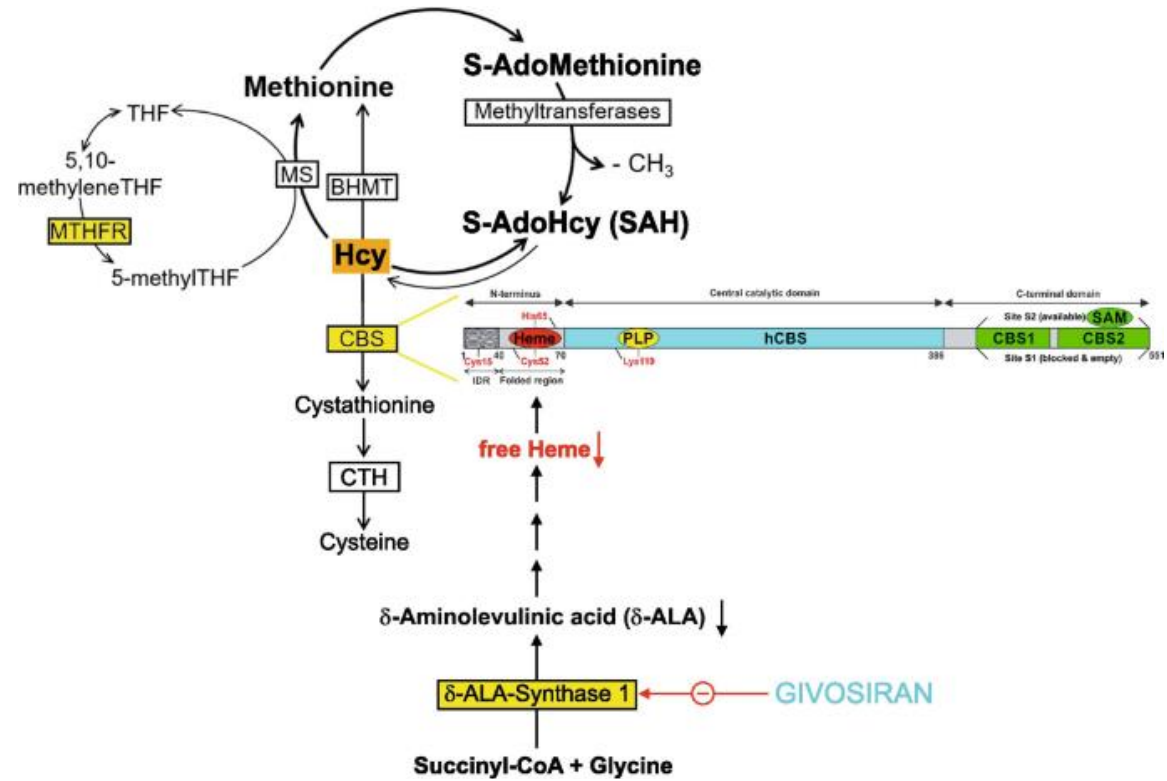 S-AdoMethionine
Methionine
Methyltransferases
THF
- CH3
5,10-
methyleneTHF
MS
BHMT
MTHFR
S-AdoHcy (SAH)
Hcy
5-methylTHF
N-terminus
Central catalytic domain
C-terminal domain
His65
Site S2 (available)
SAM
CBS
Heme
PLP
hCBS
CBS1
CBS2
1
40
70
386
551
Cys15
Cys52
Lys119
Site S1 (blocked & empty)
IDR
Folded region
Cystathionine
free Heme
CTH
Cysteine
δ-Aminolevulinic acid (δ-ALA)
δ-ALA-Synthase 1
GIVOSIRAN
Succinyl-CoA + Glycine